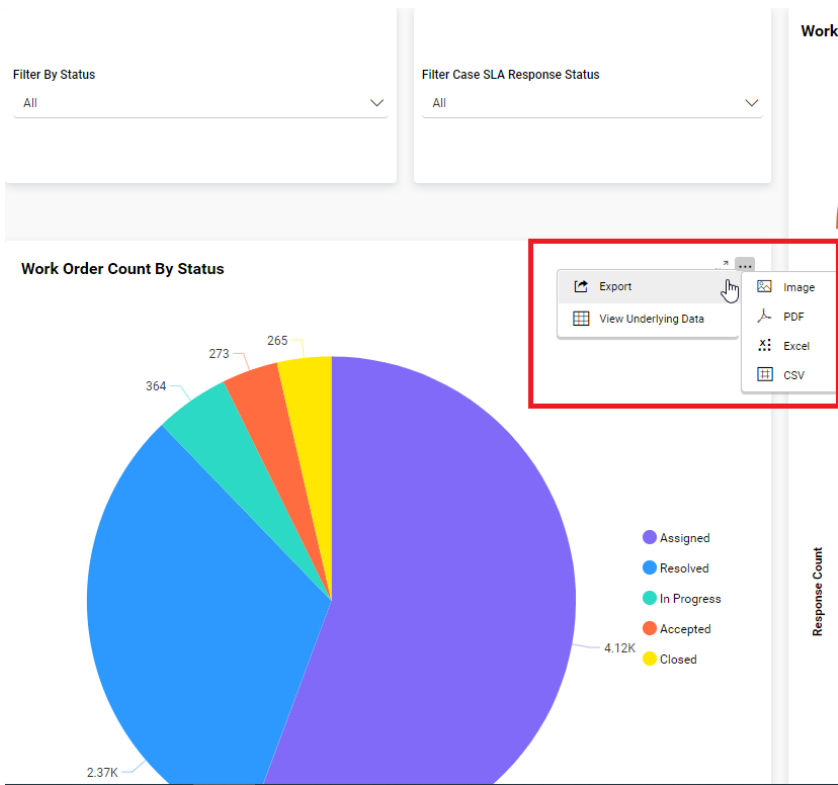 Work
Filter By Status
All
Filter Case SLA Response Status
All
Work Order Count By Status
...
Export
View Underlying Data
Image
PDF
Excel
CSV
265
273
364
4.12K
2.37K
Assigned
Resolved
In Progress
Accepted
Closed
Response Count